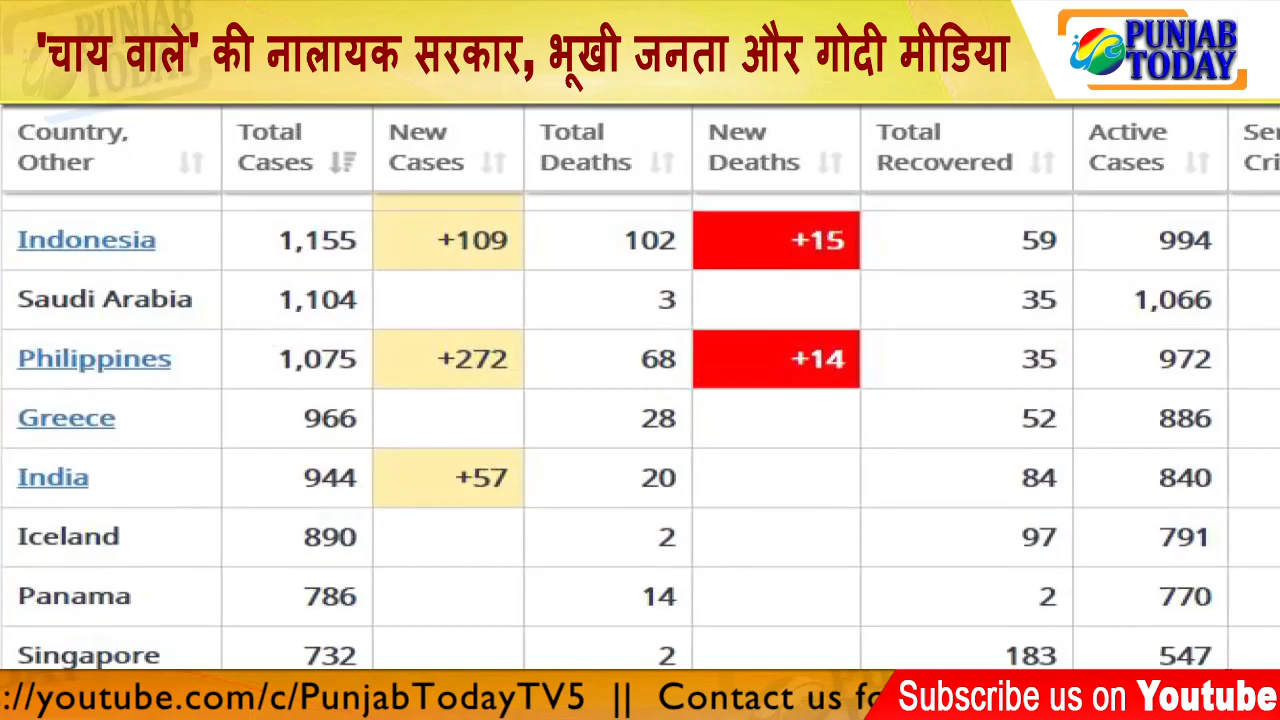 'चाय वाले' की नालायक सरकार, भूखी जनता और गोदी मीडिया
PUNJAB
TODAY
Country, Other Total Cases New Cases Total Deaths New Deaths Total Recovered Active Cases
Indonesia 1,155 +109 102 +15 59 994
Saudi Arabia 1,104 3 35 1,066
Philippines 1,075 +272 68 +14 35 972
Greece 966 28 52 886
India 944 +57 20 84 840
Iceland 890 2 97 791
Panama 786 14 2 770
Singapore 732 2 183 547
://youtube.com/c/PunjabTodayTV5 || Contact us
Subscribe us on Youtube